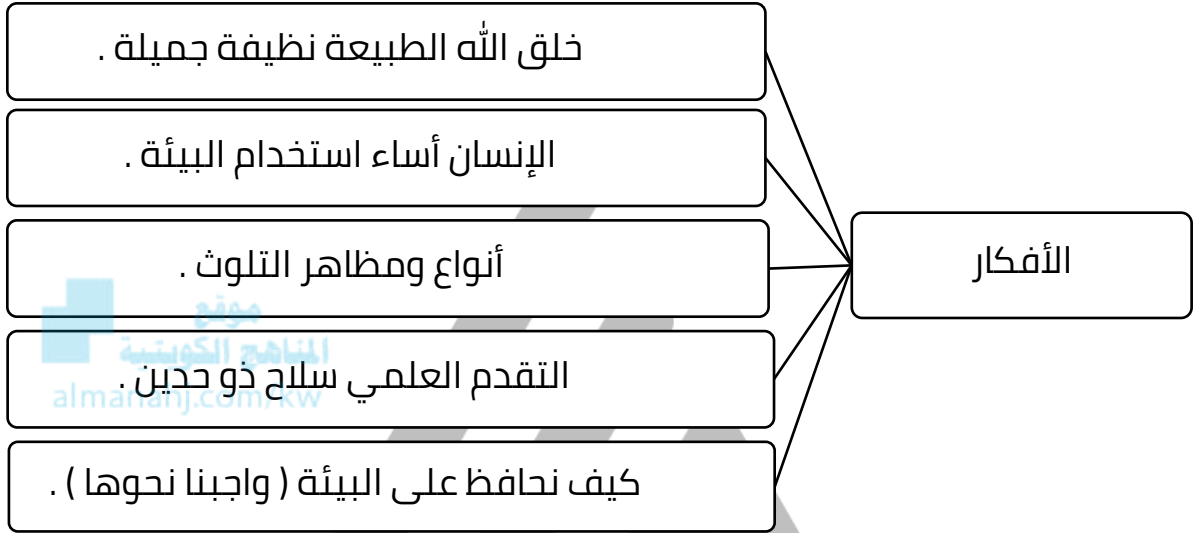 الأفكار
خلق الله الطبيعة نظيفة جميلة .
الإنسان أساء استخدام البيئة .
أنواع ومظاهر التلوث .
التقدم العلمي سلاح ذو حدين .
كيف نحافظ على البيئة ( واجبنا نحوها ) .
موقع
المناهج الكويتية
almanahj.com/kw